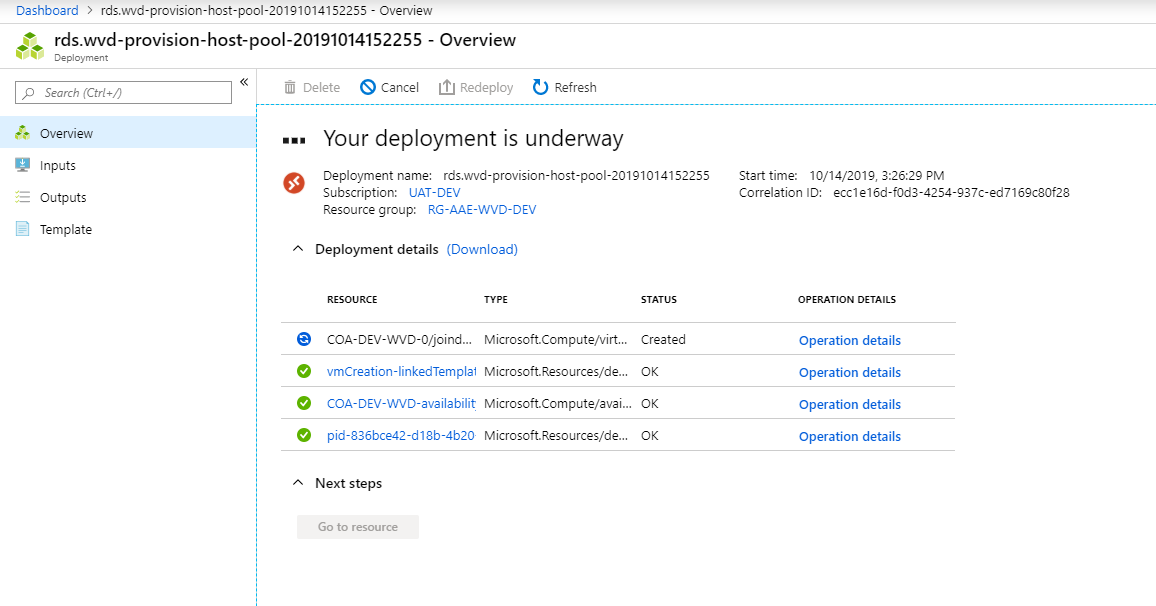 Dashboard > rds.wvd-provision-host-pool-20191014152255 - Overview
rds.wvd-provision-host-pool-20191014152255 - Overview
Deployment
Search (Ctrl+/)
«
Overview
Inputs
Outputs
Template
Delete Cancel Redeploy Refresh
Your deployment is underway
Deployment name: rds.wvd-provision-host-pool-20191014152255
Subscription: UAT-DEV
Resource group: RG-AAE-WVD-DEV
Start time: 10/14/2019, 3:26:29 PM
Correlation ID: ecc1e16d-f0d3-4254-937c-ed7169c80f28
Deployment details (Download)
RESOURCE TYPE STATUS OPERATION DETAILS
COA-DEV-WVD-0/joind... Microsoft.Compute/virt... Created Operation details
vmCreation-linkedTemplat Microsoft.Resources/de... OK Operation details
COA-DEV-WVD-availability Microsoft.Compute/avai... OK Operation details
pid-836bce42-d18b-4b20 Microsoft.Resources/de... OK Operation details
Next steps
Go to resource